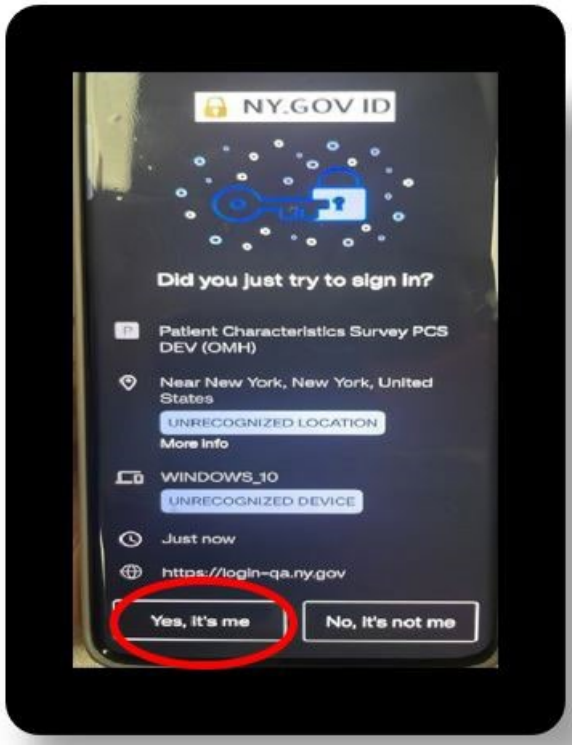 NY.GOV ID
Did you just try to sign in?
P
Patient Characteristics Survey PCS
DEV (OMH)
Near New York, New York, United
States
UNRECOGNIZED LOCATION
More info
WINDOWS_10
UNRECOGNIZED DEVICE
Just now
https://login-qa.ny.gov
Yes, it's me
No, it's not me